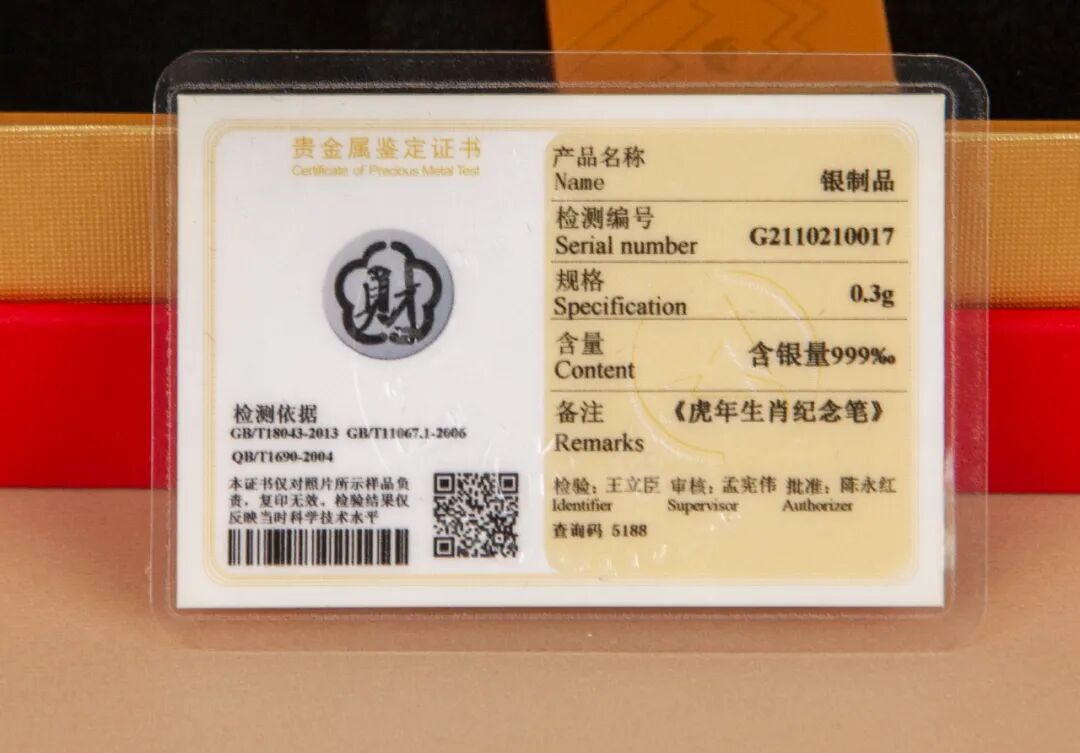 贵金属鉴定证书
Certificate of Precious Metal Test
財
检测依据
GB/T18043-2013 GB/T11067.1-2006
QB/T1690-2004
本证书仅对照片所示样品负
责，复印无效，检验结果仅
反映当时科学技术水平
产品名称
Name 银制品
检测编号
Serial number G2110210017
规格
Specification 0.3g
含量
Content 含银量999‰
备注 《虎年生肖纪念笔》
Remarks
检验：王立臣 审核：孟宪伟 批准：陈永红
Identifier Supervisor Authorizer
查询码 5188